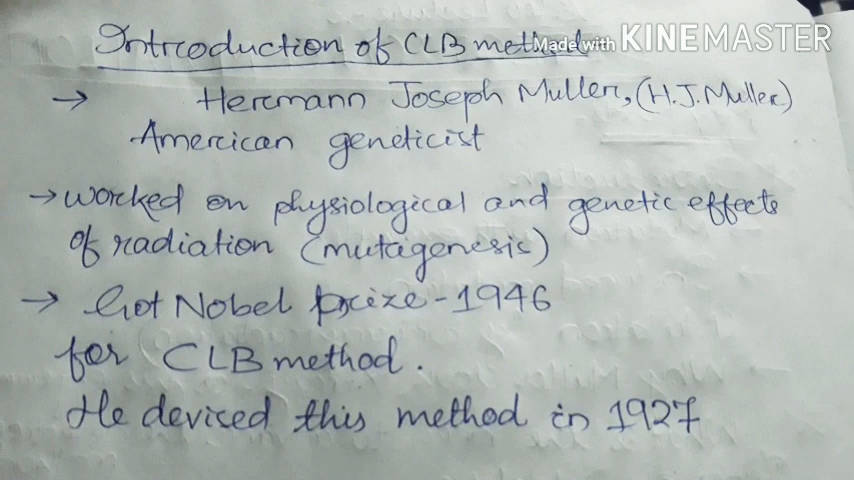 Introduction of CLB method
Made with KINEMASTER
→ Hermann Joseph Muller, (H.J.Muller)
American geneticist
→ worked on physiological and genetic effects
of radiation (mutagenesis)
→ Got Nobel prize - 1946
for CLB method.
He devised this method in 1927